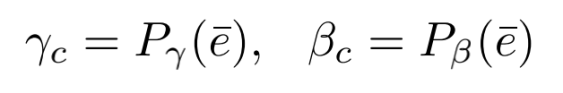 γ_c = P_γ(ē),   β_c = P_β(ē)